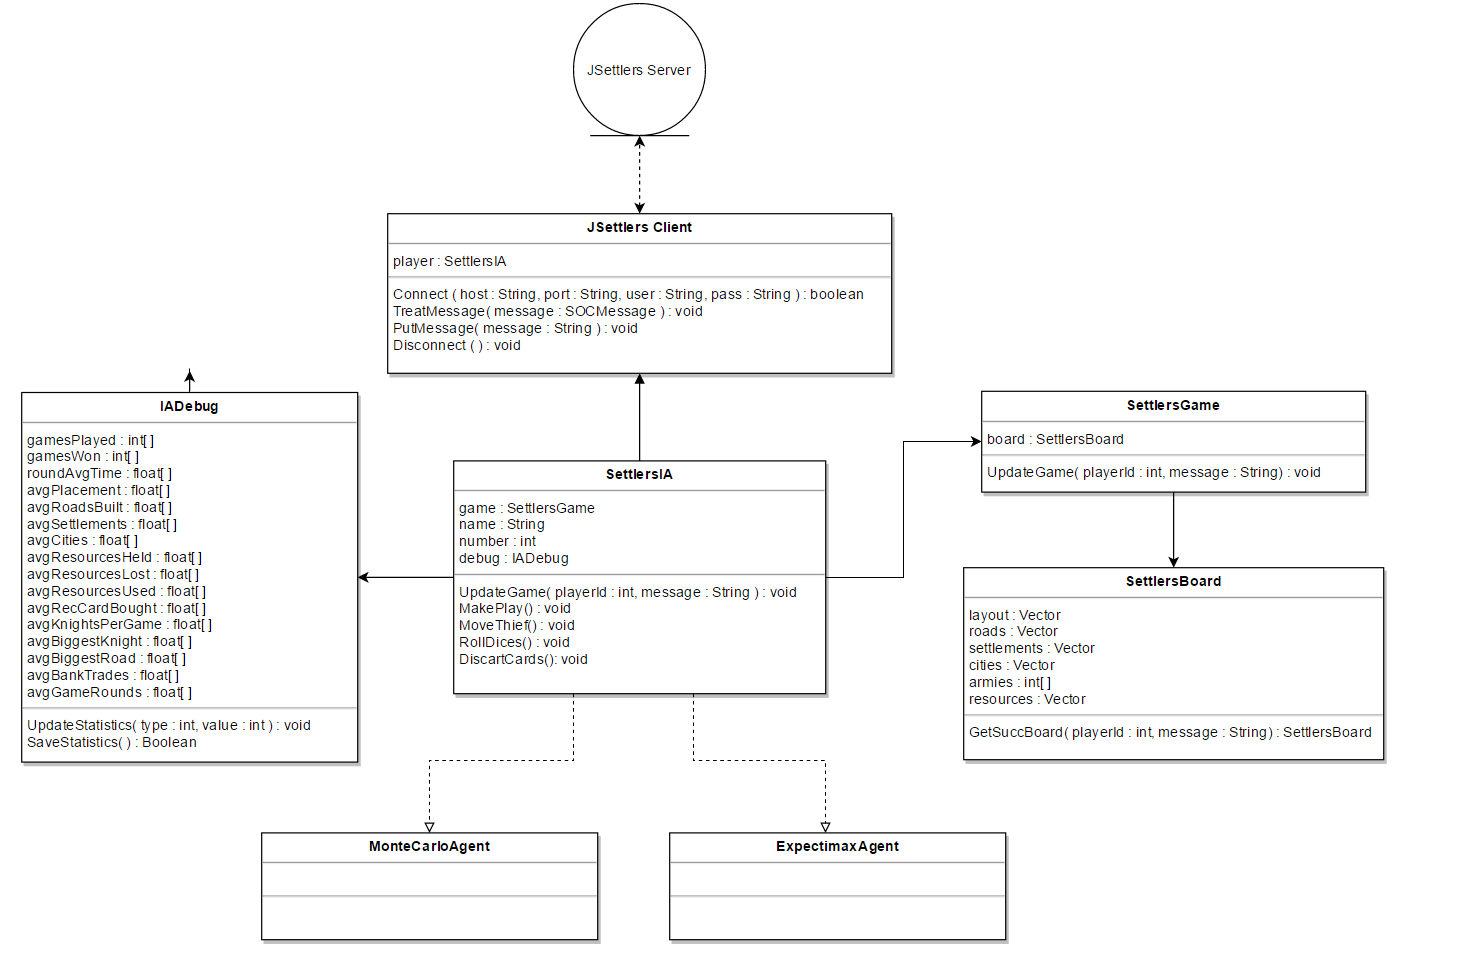 JSettlers Server
JSettlers Client
player : SettlersIA
Connect ( host : String, port : String, user : String, pass : String ) : boolean
TreatMessage( message : SOCMessage ) : void
PutMessage( message : String ) : void
Disconnect ( ) : void
IADebug
gamesPlayed : int[ ]
gamesWon : int[ ]
roundAvgTime : float[ ]
avgPlacement : float[ ]
avgRoadsBuilt : float[ ]
avgSettlements : float[ ]
avgCities : float[ ]
avgResourcesHeld : float[ ]
avgResourcesLost : float[ ]
avgResourcesUsed : float[ ]
avgRecCardBought : float[ ]
avgKnightsPerGame : float[ ]
avgBiggestKnight : float[ ]
avgBiggestRoad : float[ ]
avgBankTrades : float[ ]
avgGameRounds : float[ ]
UpdateStatistics( type : int, value : int ) : void
SaveStatistics( ) : Boolean
SettlersIA
game : SettlersGame
name : String
number : int
debug : IADebug
UpdateGame( playerId : int, message : String ) : void
MakePlay() : void
MoveThief() : void
RollDices() : void
DiscartCards(): void
SettlersGame
board : SettlersBoard
UpdateGame( playerId : int, message : String) : void
SettlersBoard
layout : Vector
roads : Vector
settlements : Vector
cities : Vector
armies : int[ ]
resources : Vector
GetSuccBoard( playerId : int, message : String) : SettlersBoard
MonteCarloAgent
ExpectimaxAgent